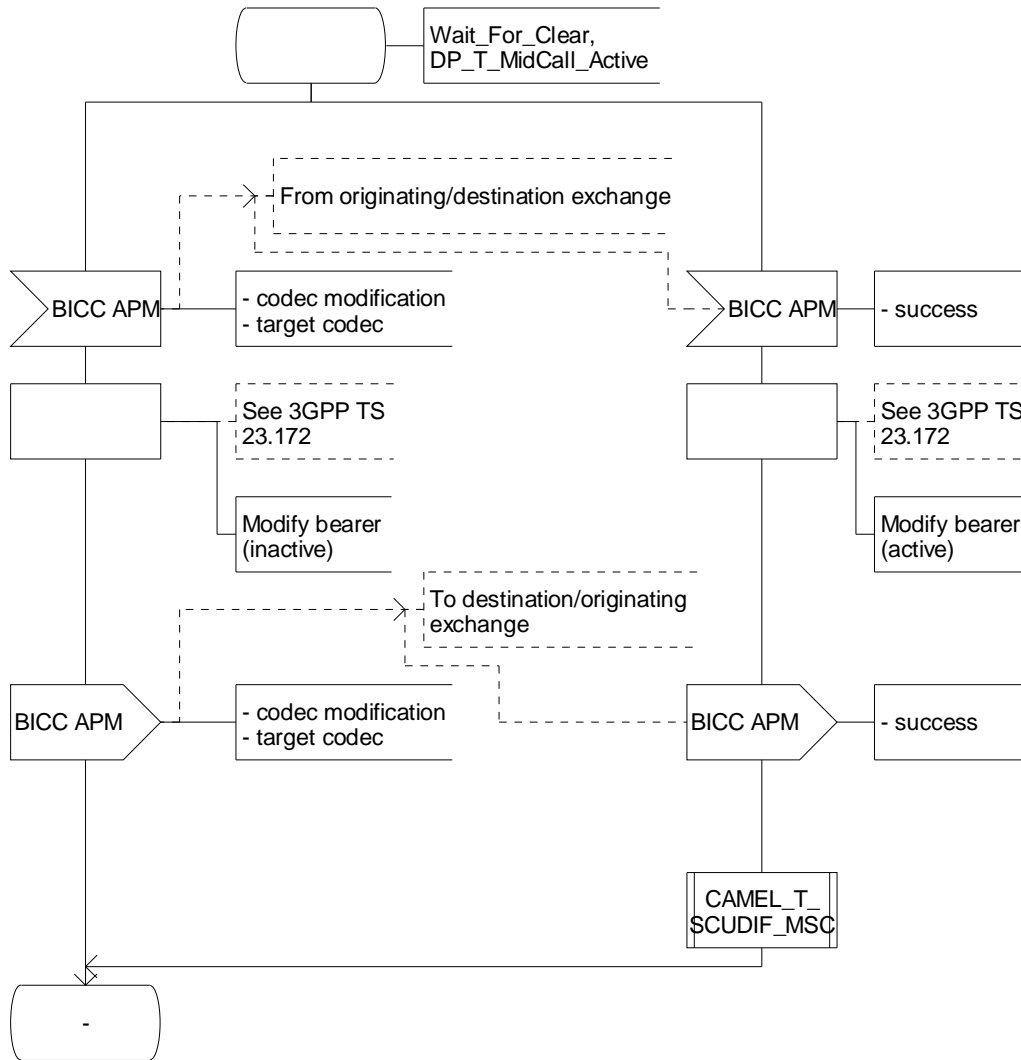 Wait_For_Clear,
DP_T_MidCall_Active
From originating/destination exchange
BICC APM
- codec modification
- target codec
BICC APM
- success
See 3GPP TS
23.172
See 3GPP TS
23.172
Modify bearer
(inactive)
Modify bearer
(active)
To destination/originating
exchange
BICC APM
- codec modification
- target codec
BICC APM
- success
CAMEL_T_
SCUDIF_MSC
-